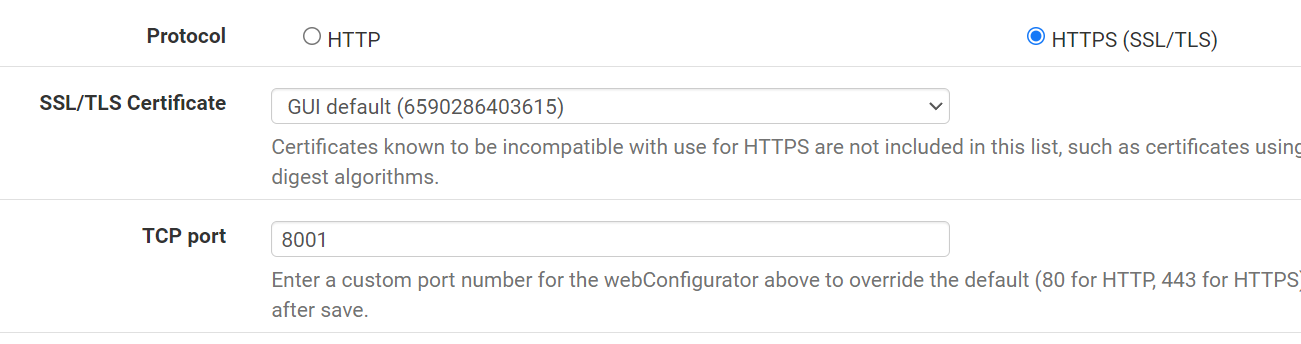 Protocol HTTP HTTPS (SSL/TLS)
SSL/TLS Certificate GUI default (6590286403615)
Certificates known to be incompatible with use for HTTPS are not included in this list, such as certificates using
digest algorithms.
TCP port 8001
Enter a custom port number for the webConfigurator above to override the default (80 for HTTP, 443 for HTTPS)
after save.